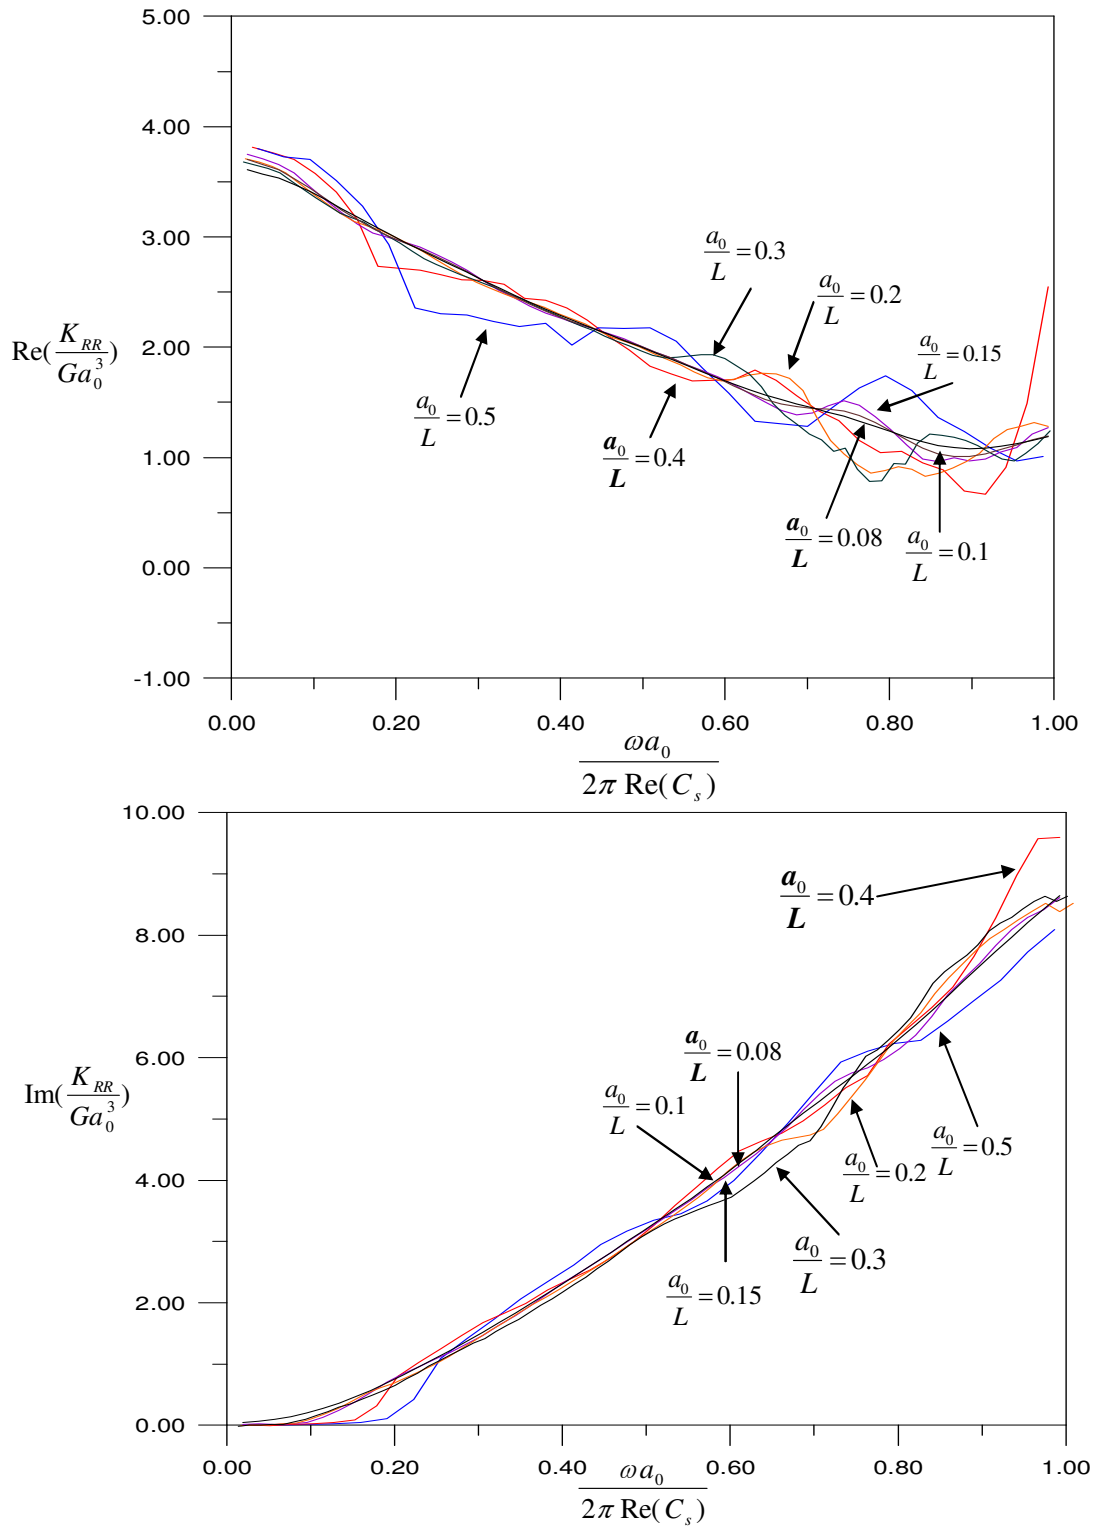 5.00
4.00
3.00
2.00
1.00
0.00
-1.00
Re(K_RR/Ga_0^3)
a_0/L = 0.3
a_0/L = 0.2
a_0/L = 0.15
a_0/L = 0.5
a_0/L = 0.4
a_0/L = 0.08
a_0/L = 0.1
0.00 0.20 0.40 0.60 0.80 1.00
ωa_0/2π Re(C_s)
10.00
8.00
6.00
4.00
2.00
0.00
Im(K_RR/Ga_0^3)
a_0/L = 0.4
a_0/L = 0.08
a_0/L = 0.1
a_0/L = 0.5
a_0/L = 0.2
a_0/L = 0.3
a_0/L = 0.15
0.00 0.20 0.40 0.60 0.80 1.00
ωa_0/2π Re(C_s)